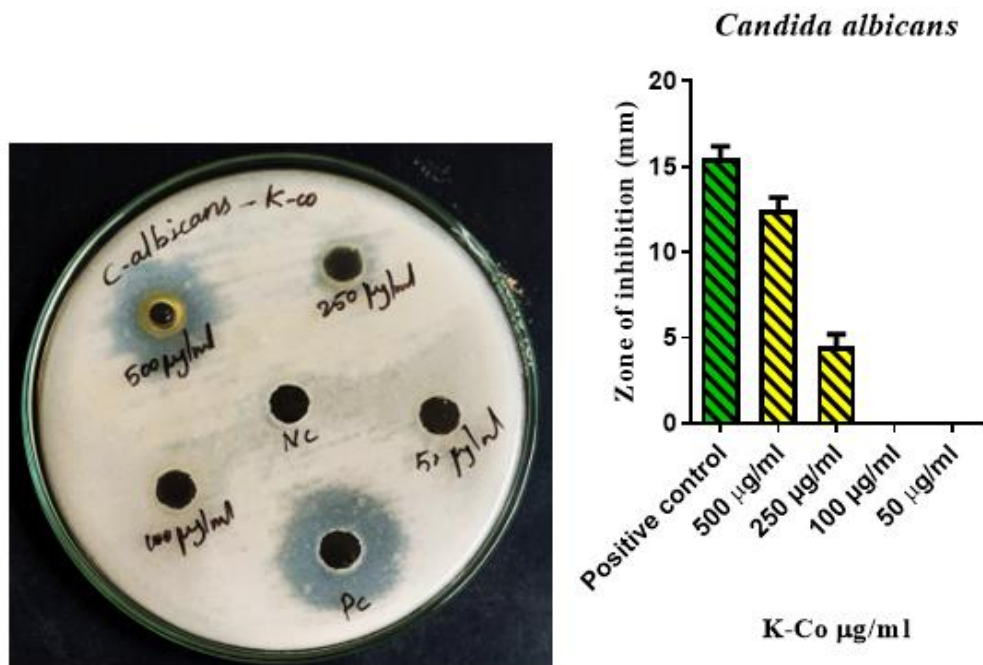 C-albicans - K-co
250 µg/ml
500 µg/ml
NC
50 µg/ml
100 µg/ml
PC
Candida albicans
Zone of inhibition (mm)
20
15
10
5
0
Positive control
500 µg/ml
250 µg/ml
100 µg/ml
50 µg/ml
K-Co µg/ml